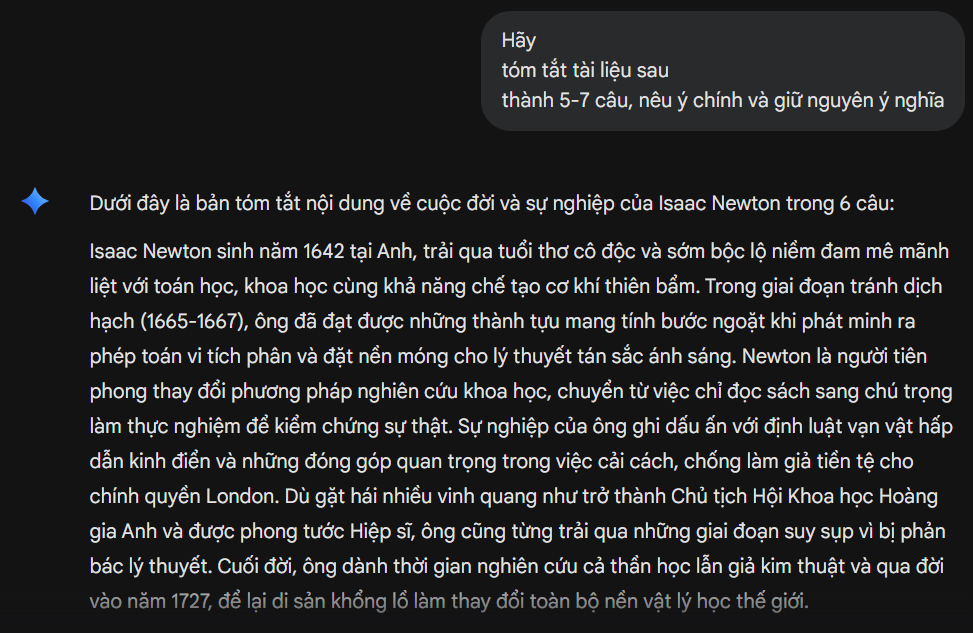 Hãy
tóm tắt tài liệu sau
thành 5-7 câu, nêu ý chính và giữ nguyên ý nghĩa
Dưới đây là bản tóm tắt nội dung về cuộc đời và sự nghiệp của Isaac Newton trong 6 câu:
Isaac Newton sinh năm 1642 tại Anh, trải qua tuổi thơ cô độc và sớm bộc lộ niềm đam mê mãnh
liệt với toán học, khoa học cùng khả năng chế tạo cơ khí thiên bẩm. Trong giai đoạn tránh dịch
hạch (1665-1667), ông đã đạt được những thành tựu mang tính bước ngoặt khi phát minh ra
phép toán vi tích phân và đặt nền móng cho lý thuyết tán sắc ánh sáng. Newton là người tiên
phong thay đổi phương pháp nghiên cứu khoa học, chuyển từ việc chỉ đọc sách sang chú trọng
làm thực nghiệm để kiểm chứng sự thật. Sự nghiệp của ông ghi dấu ấn với định luật vạn vật hấp
dẫn kinh điển và những đóng góp quan trọng trong việc cải cách, chống làm giả tiền tệ cho
chính quyền London. Dù gặt hái nhiều vinh quang như trở thành Chủ tịch Hội Khoa học Hoàng
gia Anh và được phong tước Hiệp sĩ, ông cũng từng trải qua những giai đoạn suy sụp vì bị phản
bác lý thuyết. Cuối đời, ông dành thời gian nghiên cứu cả thần học lẫn giả kim thuật và qua đời
vào năm 1727, để lại di sản khổng lồ làm thay đổi toàn bộ nền vật lý học thế giới.